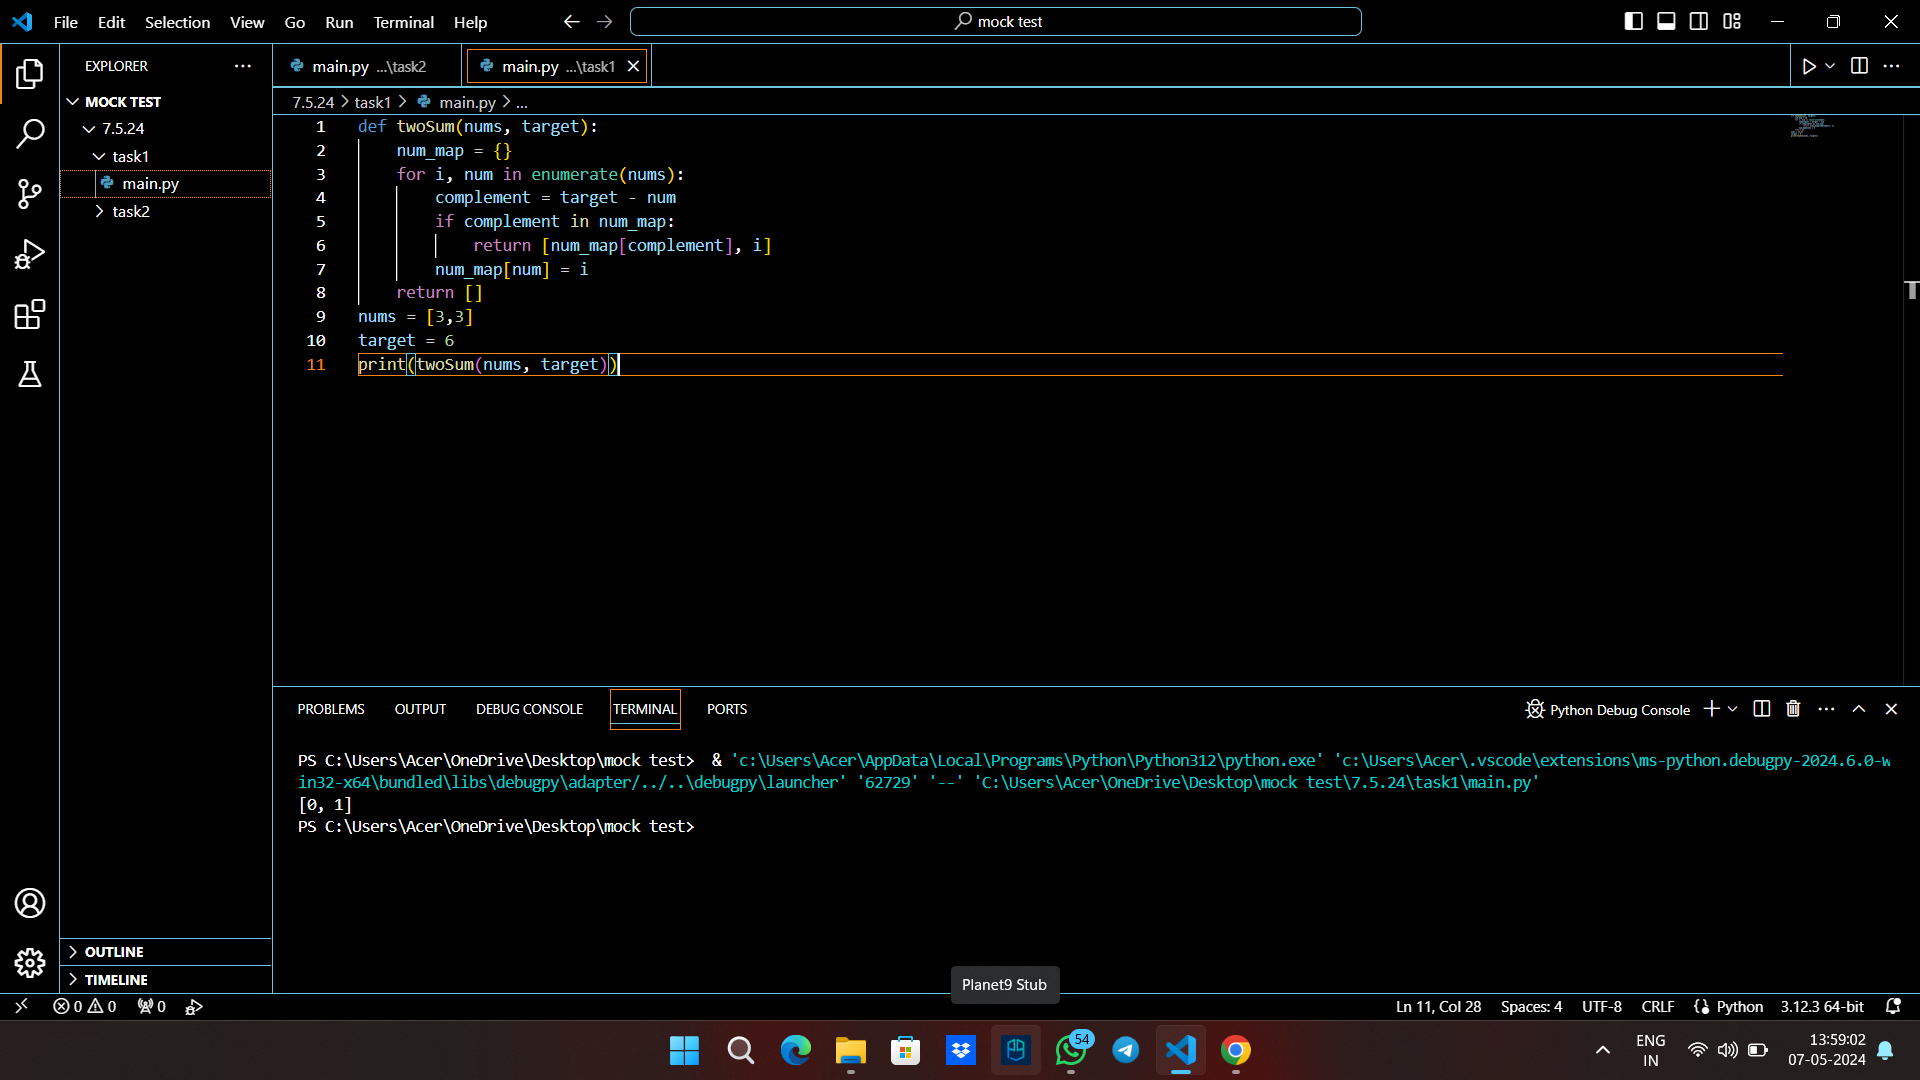 File Edit Selection View Go Run Terminal Help
mock test
EXPLORER
MOCK TEST
7.5.24
task1
main.py
task2
OUTLINE
TIMELINE
main.py ...\task2
main.py ...\task1
7.5.24 > task1 > main.py > ...
1 def twoSum(nums, target):
2 num_map = {}
3 for i, num in enumerate(nums):
4 complement = target - num
5 if complement in num_map:
6 return [num_map[complement], i]
7 num_map[num] = i
8 return []
9 nums = [3,3]
10 target = 6
11 print(twoSum(nums, target))
PROBLEMS OUTPUT DEBUG CONSOLE TERMINAL PORTS
Python Debug Console
PS C:\Users\Acer\OneDrive\Desktop\mock test>  & 'c:\Users\Acer\AppData\Local\Programs\Python\Python312\python.exe' 'c:\Users\Acer\.vscode\extensions\ms-python.debugpy-2024.6.0-w
in32-x64\bundled\libs\debugpy\adapter/../..\debugpy\launcher' '62729' '--' 'C:\Users\Acer\OneDrive\Desktop\mock test\7.5.24\task1\main.py'
[0, 1]
PS C:\Users\Acer\OneDrive\Desktop\mock test>
Planet9 Stub
0 0 0
Ln 11, Col 28 Spaces: 4 UTF-8 CRLF {} Python 3.12.3 64-bit
54
ENG
IN
13:59:02
07-05-2024